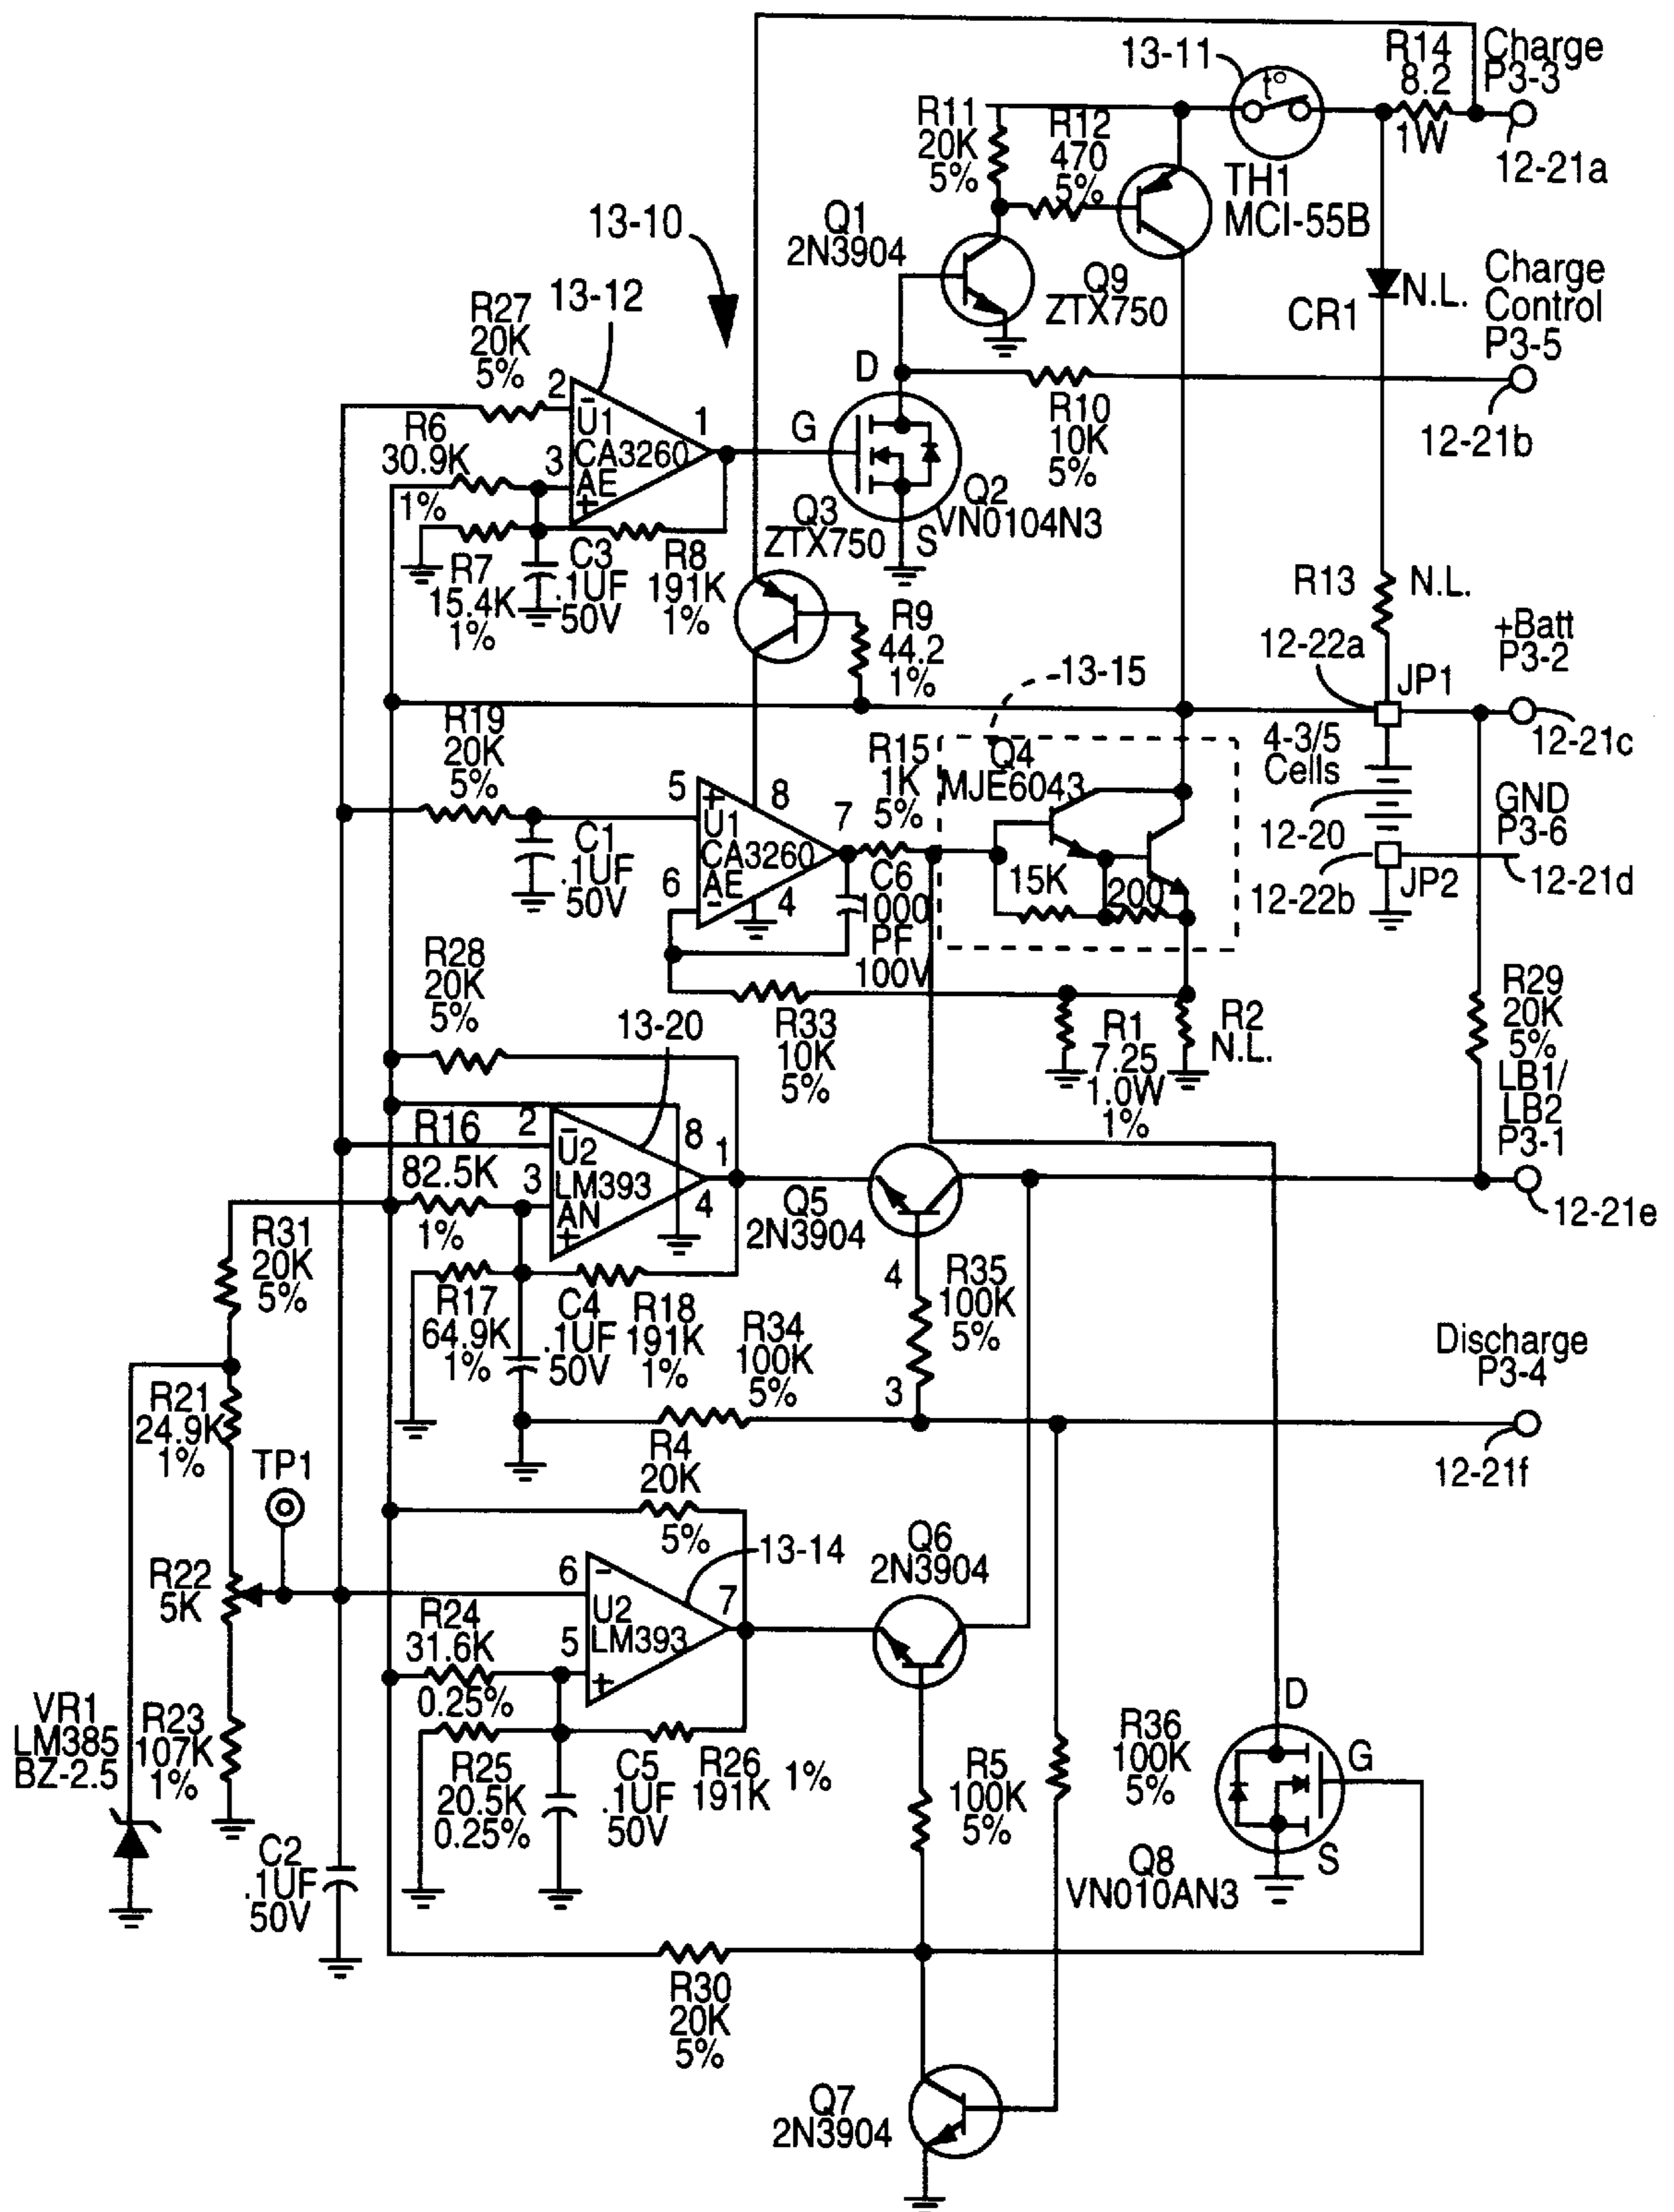 13-11
R14
8.2
1W
Charge
P3-3
12-21a
t°
R11
20K
5%
R12
470
5%
TH1
MCI-55B
13-10
Q1
2N3904
Q9
ZTX750
CR1
N.L.
Charge
Control
P3-5
12-21b
R27
20K
5%
13-12
2
-
U1
CA3260
AE
+
3
1
R6
30.9K
1%
R7
15.4K
1%
C3
.1UF
50V
R8
191K
1%
D
G
S
Q2
VN0104N3
R10
10K
5%
Q3
ZTX750
R9
44.2
1%
R13
N.L.
+Batt
P3-2
12-22a
JP1
12-21c
13-15
R19
20K
5%
C1
.1UF
50V
5
+
U1
CA3260
AE
-
8
6
4
7
R15
1K
5%
C6
1000
PF
100V
Q4
MJE6043
15K
200
4-3/5
Cells
12-20
GND
P3-6
12-22b
JP2
12-21d
R28
20K
5%
13-20
R33
10K
5%
R1
7.25
1.0W
1%
R2
N.L.
R29
20K
5%
LB1/
LB2
P3-1
12-21e
R16
82.5K
1%
2
-
U2
LM393
AN
+
3
8
1
4
Q5
2N3904
R31
20K
5%
R17
64.9K
1%
C4
.1UF
50V
R18
191K
1%
R34
100K
5%
4
R35
100K
5%
3
Discharge
P3-4
12-21f
R21
24.9K
1%
TP1
R4
20K
5%
13-14
R22
5K
6
-
U2
LM393
+
5
7
Q6
2N3904
R24
31.6K
0.25%
R25
20.5K
0.25%
C5
.1UF
50V
R26
191K
1%
VR1
LM385
BZ-2.5
R23
107K
1%
C2
.1UF
50V
R5
100K
5%
R36
100K
5%
D
G
S
Q8
VN010AN3
R30
20K
5%
Q7
2N3904